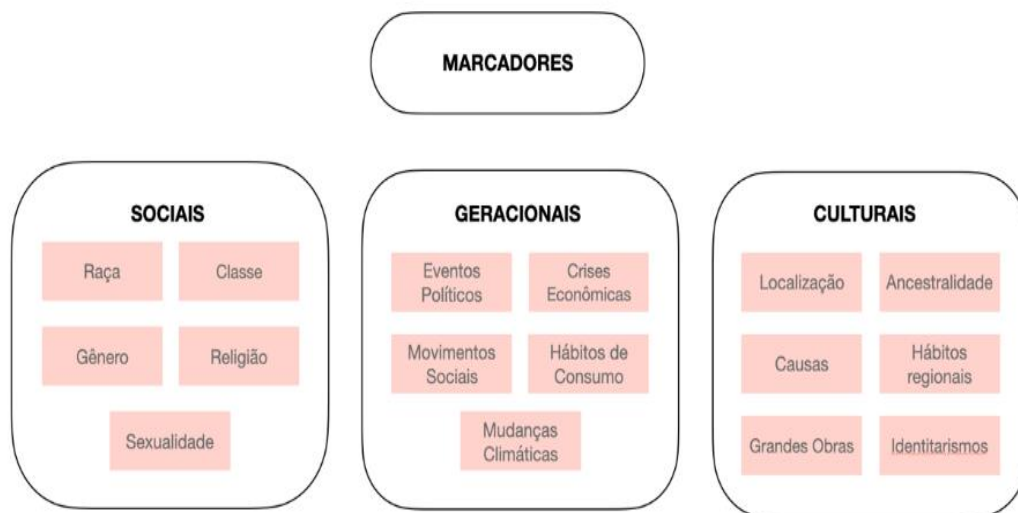 MARCADORES
SOCIAIS
Raça
Classe
Gênero
Religião
Sexualidade
GERACIONAIS
Eventos
Políticos
Crises
Econômicas
Movimentos
Sociais
Hábitos de
Consumo
Mudanças
Climáticas
CULTURAIS
Localização
Ancestralidade
Causas
Hábitos
regionais
Grandes Obras
Identitarismos